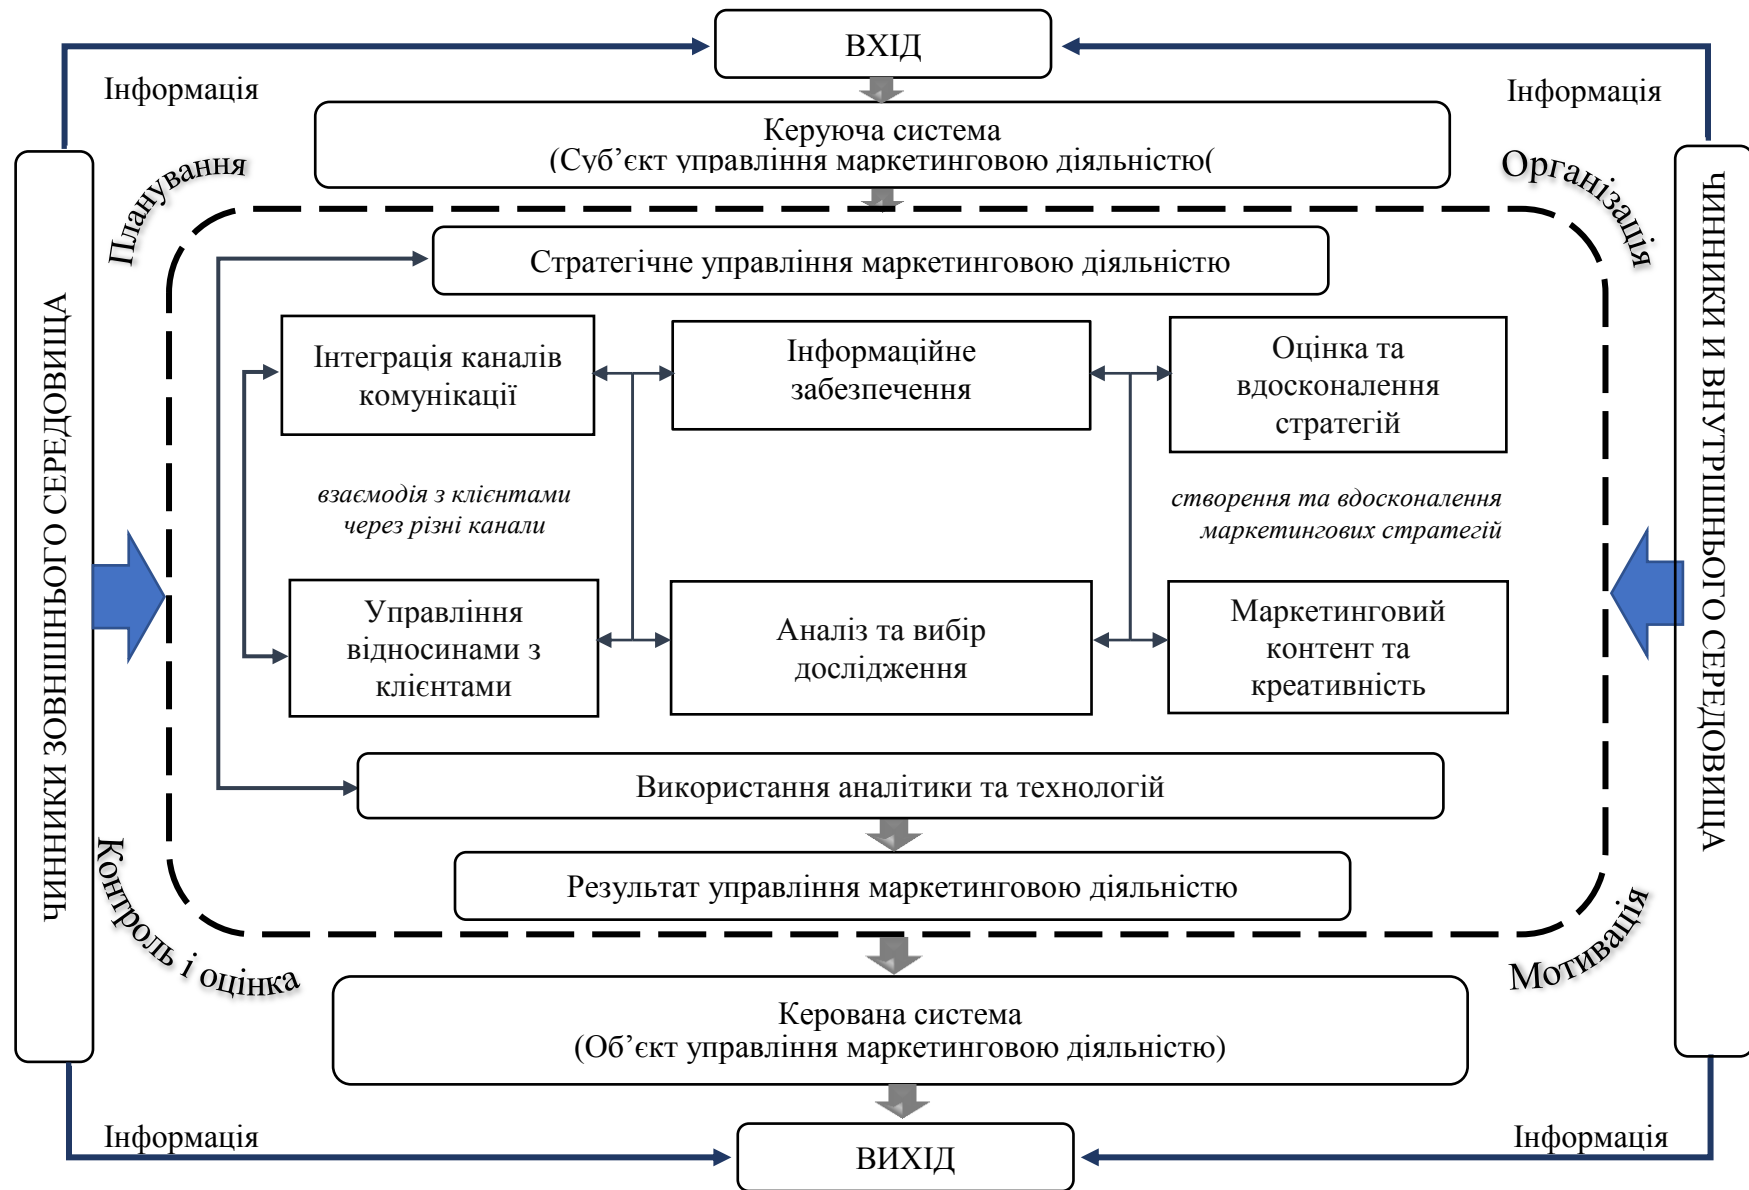 ВХІД
Інформація
Інформація
Керуюча система
(Суб’єкт управління маркетинговою діяльністю(
Планування
Організація
ЧИННИКИ ЗОВНІШНЬОГО СЕРЕДОВИЩА
ЧИННИКИ И ВНУТРІШНЬОГО СЕРЕДОВИЩА
Стратегічне управління маркетинговою діяльністю
Інтеграція каналів
комунікації
Інформаційне
забезпечення
Оцінка та
вдосконалення
стратегій
взаємодія з клієнтами
через різні канали
створення та вдосконалення
маркетингових стратегій
Управління
відносинами з
клієнтами
Аналіз та вибір
дослідження
Маркетинговий
контент та
креативність
Використання аналітики та технологій
Результат управління маркетинговою діяльністю
Контроль і оцінка
Мотивація
Керована система
(Об’єкт управління маркетинговою діяльністю)
Інформація
Інформація
ВИХІД